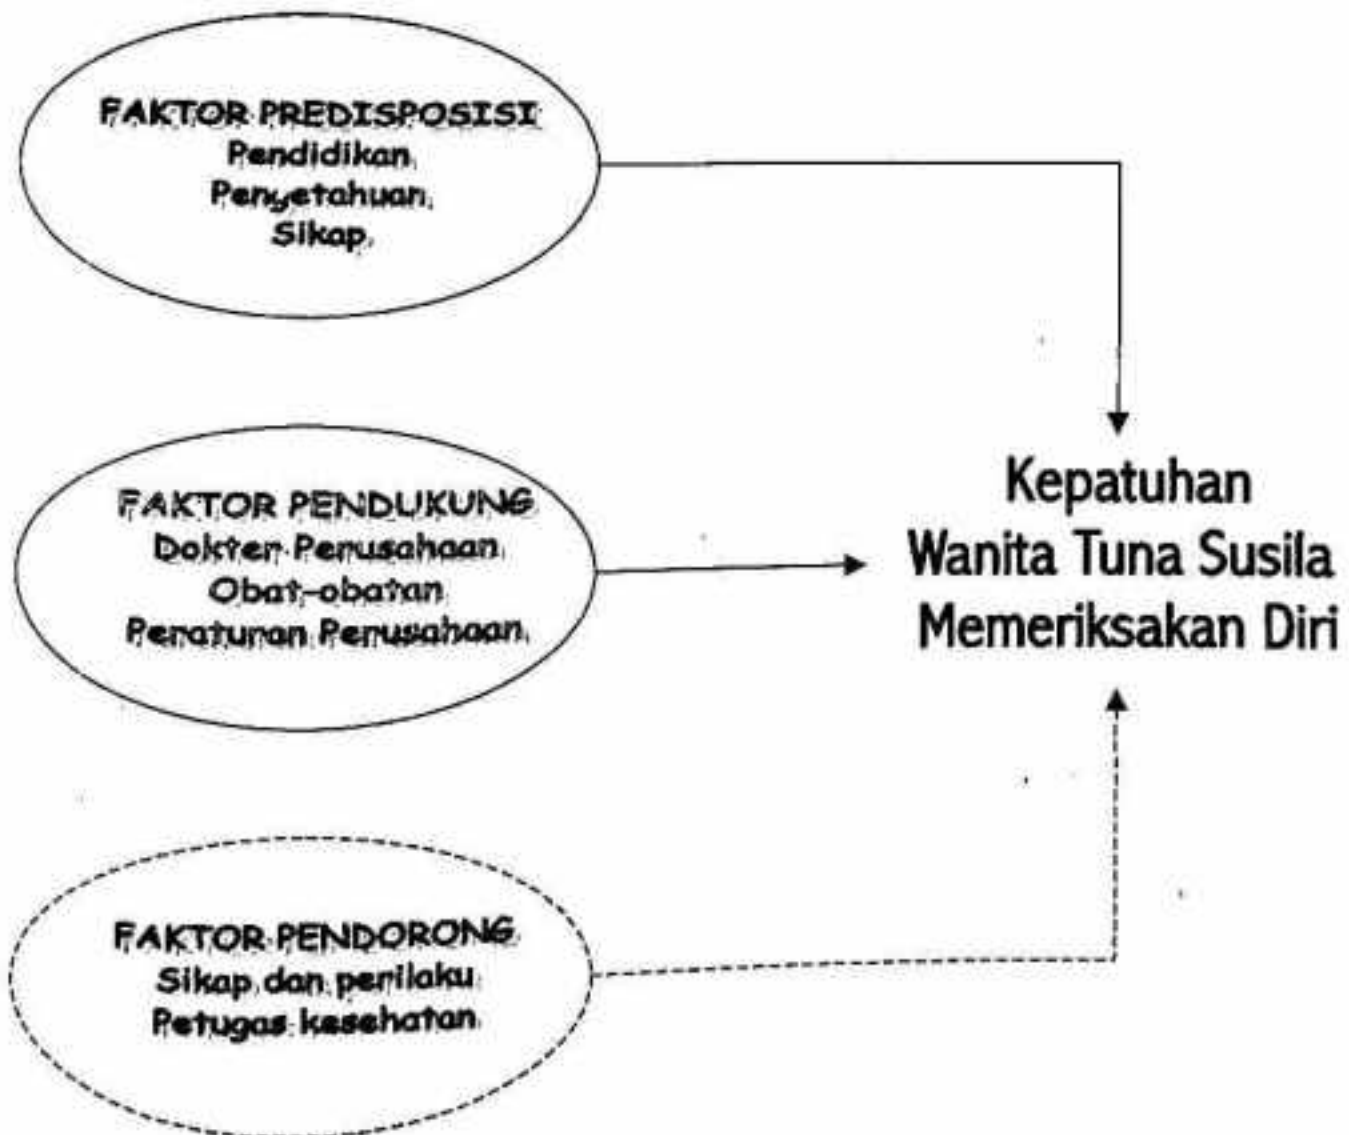 FAKTOR PREDISPOSISI
Pendidikan
Pengetahuan
Sikap
FAKTOR PENDUKUNG
Dokter Perusahaan
Obat-obatan
Peraturan Perusahaan
FAKTOR PENDORONG
Sikap dan perilaku
Petugas kesehatan
Kepatuhan
Wanita Tuna Susila
Memeriksakan Diri